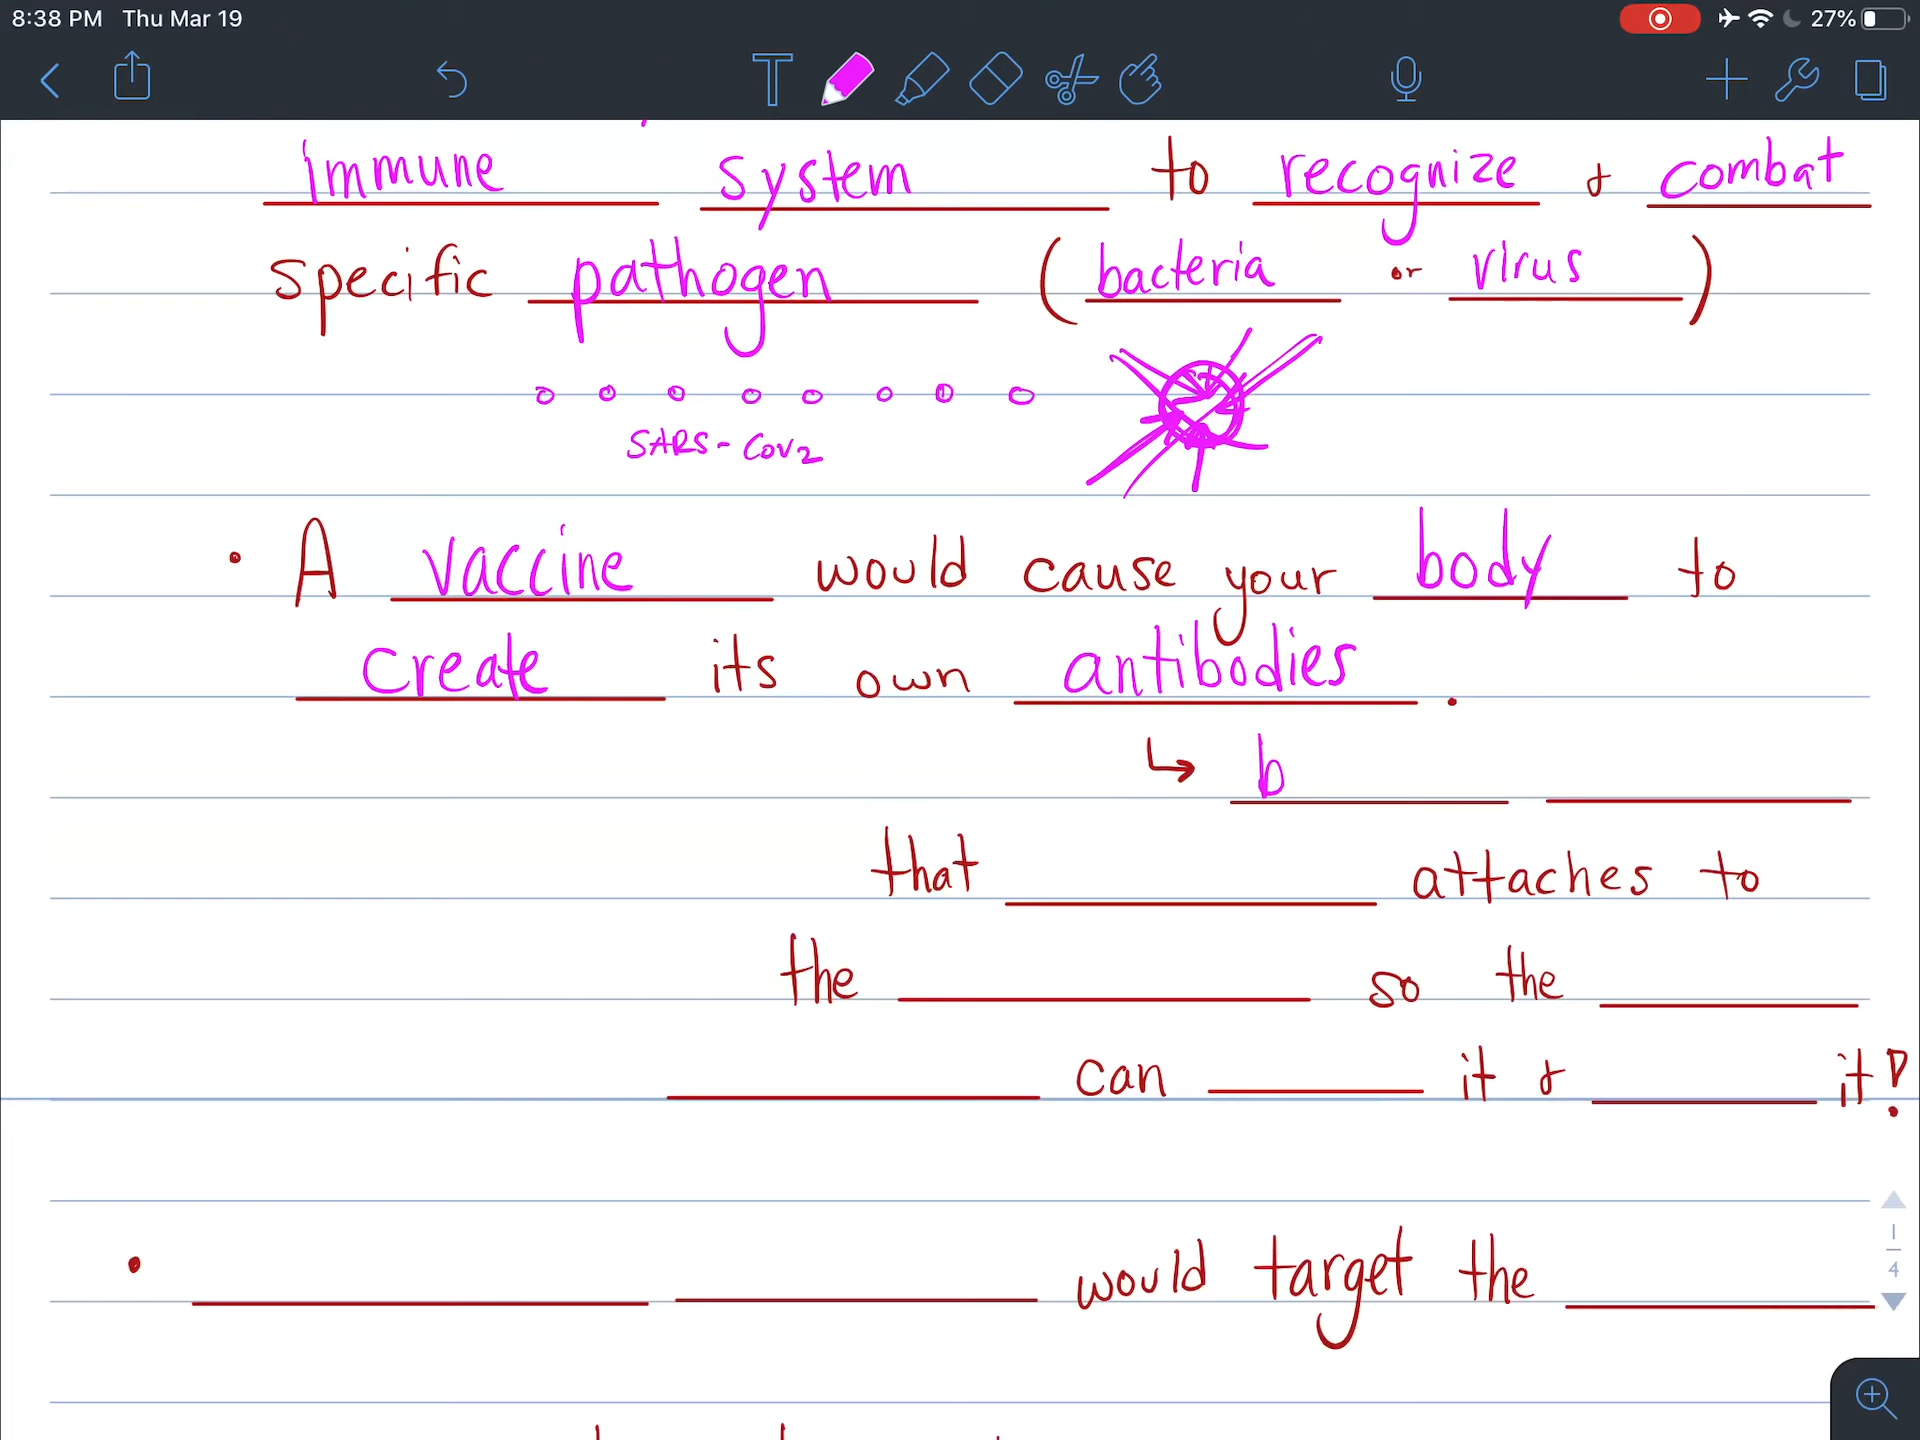 8:38 PM Thu Mar 19 27%
T
immune system to recognize & combat
specific pathogen (bacteria or virus)
SARS-COV2
• A vaccine would cause your body to
create its own antibodies.
↳ b
that attaches to
the so the
can it & it!
• would target the
1
4